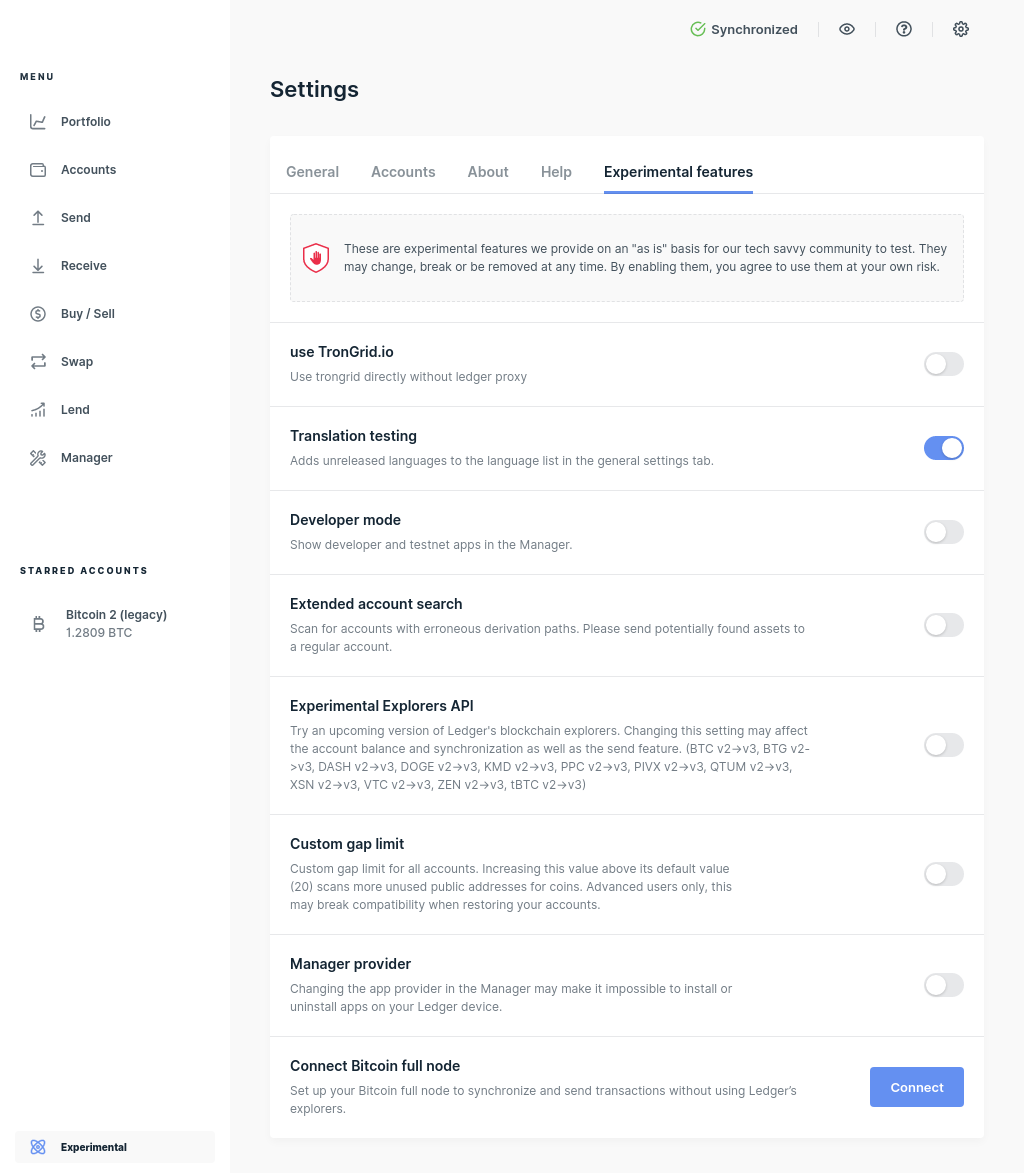 Synchronized
MENU
Portfolio
Accounts
Send
Receive
Buy / Sell
Swap
Lend
Manager
STARRED ACCOUNTS
Bitcoin 2 (legacy)
1.2809 BTC
Experimental
Settings
General Accounts About Help Experimental features
These are experimental features we provide on an "as is" basis for our tech savvy community to test. They
may change, break or be removed at any time. By enabling them, you agree to use them at your own risk.
use TronGrid.io
Use trongrid directly without ledger proxy
Translation testing
Adds unreleased languages to the language list in the general settings tab.
Developer mode
Show developer and testnet apps in the Manager.
Extended account search
Scan for accounts with erroneous derivation paths. Please send potentially found assets to
a regular account.
Experimental Explorers API
Try an upcoming version of Ledger's blockchain explorers. Changing this setting may affect
the account balance and synchronization as well as the send feature. (BTC v2->v3, BTG v2-
>v3, DASH v2->v3, DOGE v2->v3, KMD v2->v3, PPC v2->v3, PIVX v2->v3, QTUM v2->v3,
XSN v2->v3, VTC v2->v3, ZEN v2->v3, tBTC v2->v3)
Custom gap limit
Custom gap limit for all accounts. Increasing this value above its default value
(20) scans more unused public addresses for coins. Advanced users only, this
may break compatibility when restoring your accounts.
Manager provider
Changing the app provider in the Manager may make it impossible to install or
uninstall apps on your Ledger device.
Connect Bitcoin full node
Set up your Bitcoin full node to synchronize and send transactions without using Ledger’s
explorers.
Connect